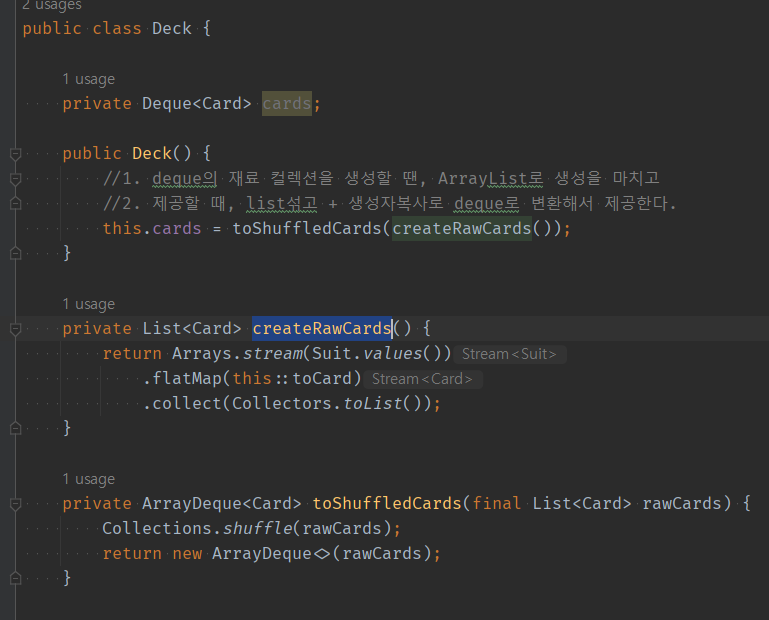 2 usages
public class Deck {
1 usage
private Deque<Card> cards;
public Deck() {
//1. deque의 재료 컬렉션을 생성할 땐, ArrayList로 생성을 마치고
//2. 제공할 때, list섞고 + 생성자복사로 deque로 변환해서 제공한다.
this.cards = toShuffledCards(createRawCards());
}
1 usage
private List<Card> createRawCards() {
return Arrays.stream(Suit.values()) Stream<Suit>
.flatMap(this::toCard) Stream<Card>
.collect(Collectors.toList());
}
1 usage
private ArrayDeque<Card> toShuffledCards(final List<Card> rawCards) {
Collections.shuffle(rawCards);
return new ArrayDeque<>(rawCards);
}